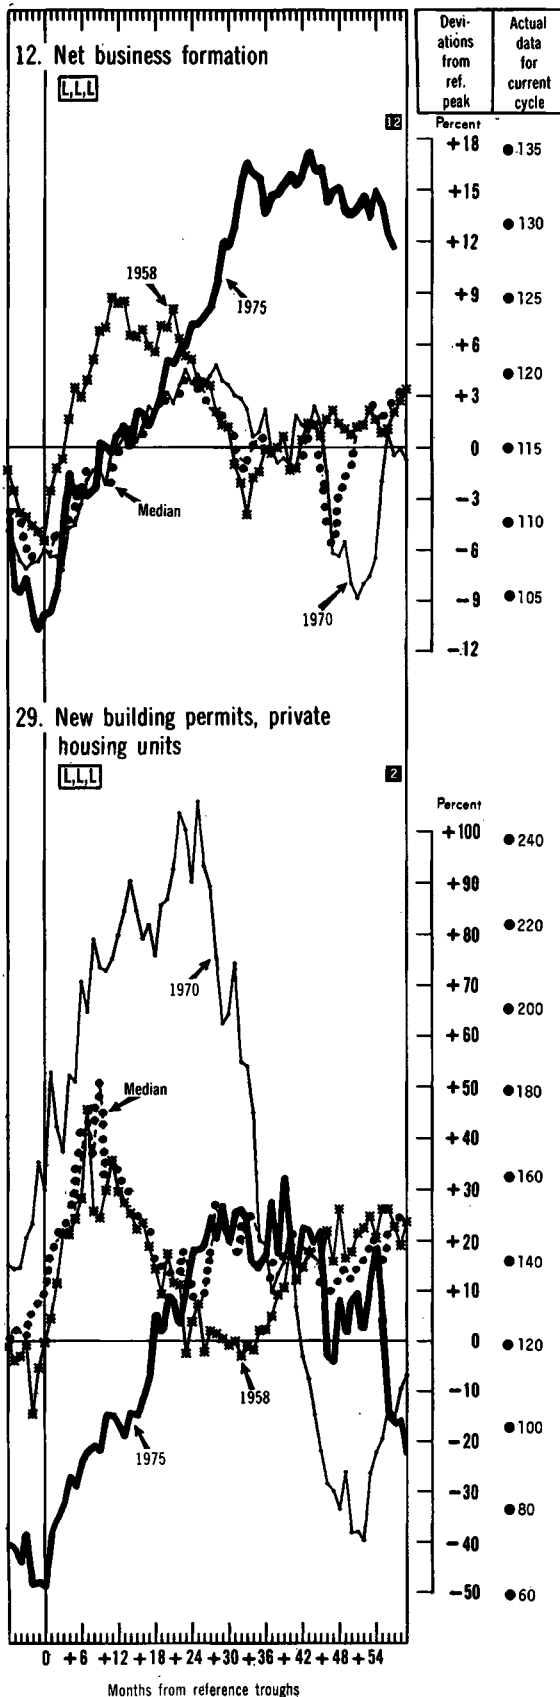 Devi-
ations
from
ref.
peak
Actual
data
for
current
cycle
12. Net business formation
L,L,L
12
Percent
+18
+15
+12
+9
+6
+3
0
-3
-6
-9
-12
135
130
125
120
115
110
105
1958
1975
Median
1970
29. New building permits, private
housing units
L,L,L
2
Percent
+100
+90
+80
+70
+60
+50
+40
+30
+20
+10
0
-10
-20
-30
-40
-50
240
220
200
180
160
140
120
100
80
60
1970
Median
1958
1975
0 +6 +12 +18 +24 +30 +36 +42 +48 +54
Months from reference troughs